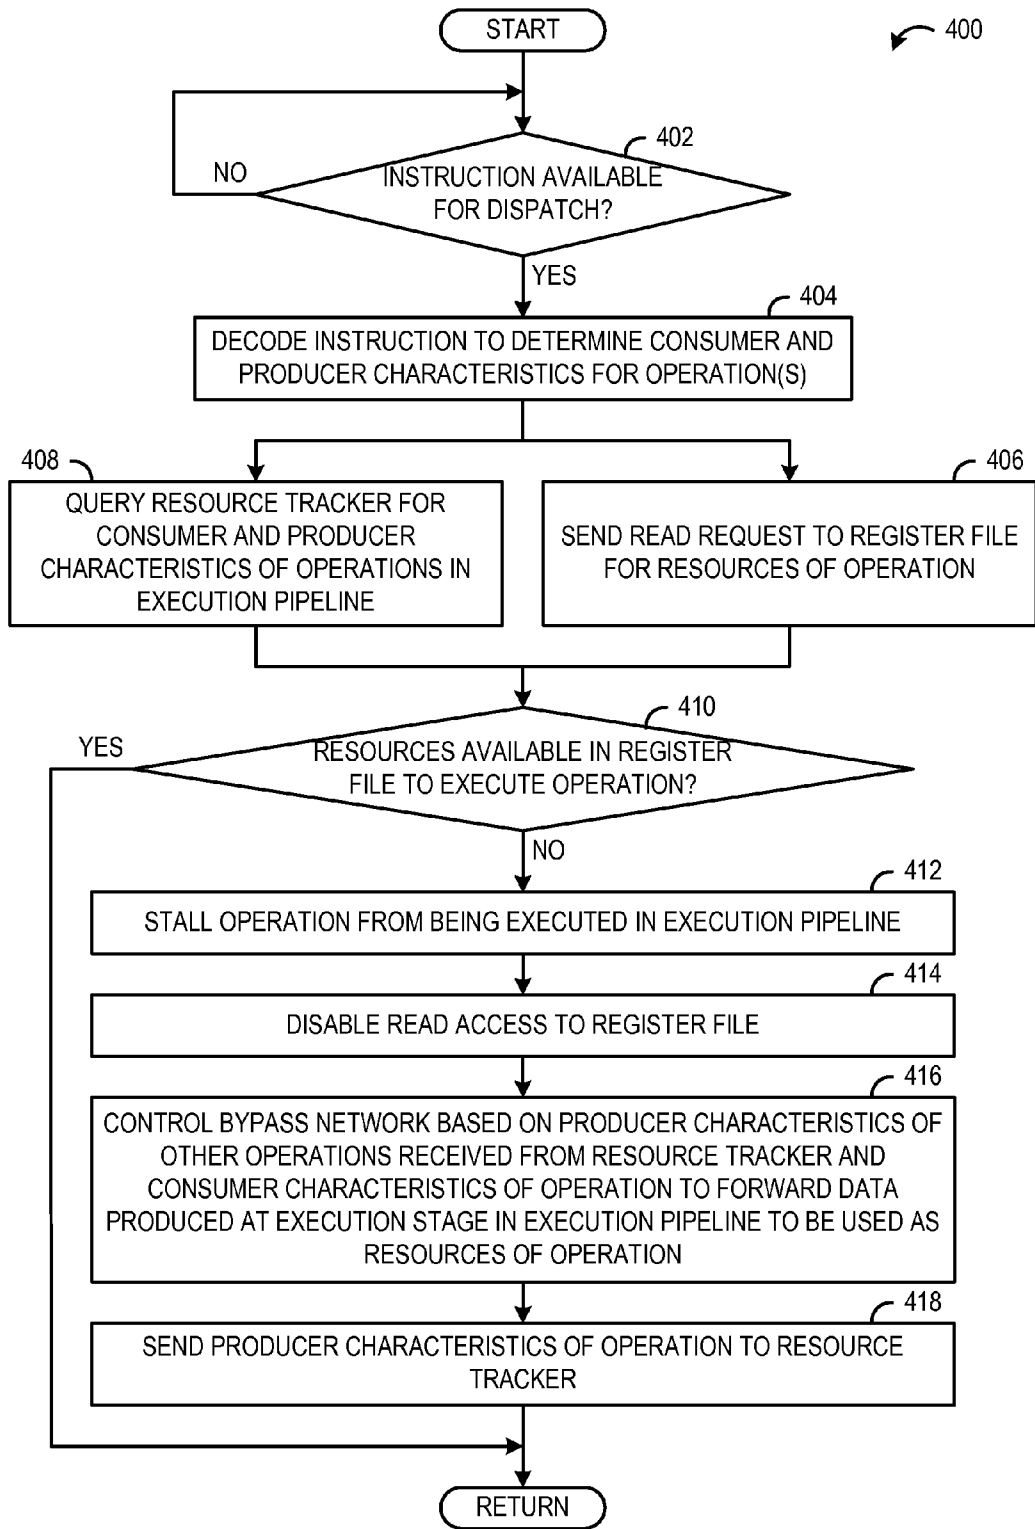 START
400
402
INSTRUCTION AVAILABLE
FOR DISPATCH?
NO
YES
404
DECODE INSTRUCTION TO DETERMINE CONSUMER AND
PRODUCER CHARACTERISTICS FOR OPERATION(S)
408
QUERY RESOURCE TRACKER FOR
CONSUMER AND PRODUCER
CHARACTERISTICS OF OPERATIONS IN
EXECUTION PIPELINE
406
SEND READ REQUEST TO REGISTER FILE
FOR RESOURCES OF OPERATION
410
YES
RESOURCES AVAILABLE IN REGISTER
FILE TO EXECUTE OPERATION?
NO
412
STALL OPERATION FROM BEING EXECUTED IN EXECUTION PIPELINE
414
DISABLE READ ACCESS TO REGISTER FILE
416
CONTROL BYPASS NETWORK BASED ON PRODUCER CHARACTERISTICS OF
OTHER OPERATIONS RECEIVED FROM RESOURCE TRACKER AND
CONSUMER CHARACTERISTICS OF OPERATION TO FORWARD DATA
PRODUCED AT EXECUTION STAGE IN EXECUTION PIPELINE TO BE USED AS
RESOURCES OF OPERATION
418
SEND PRODUCER CHARACTERISTICS OF OPERATION TO RESOURCE
TRACKER
RETURN